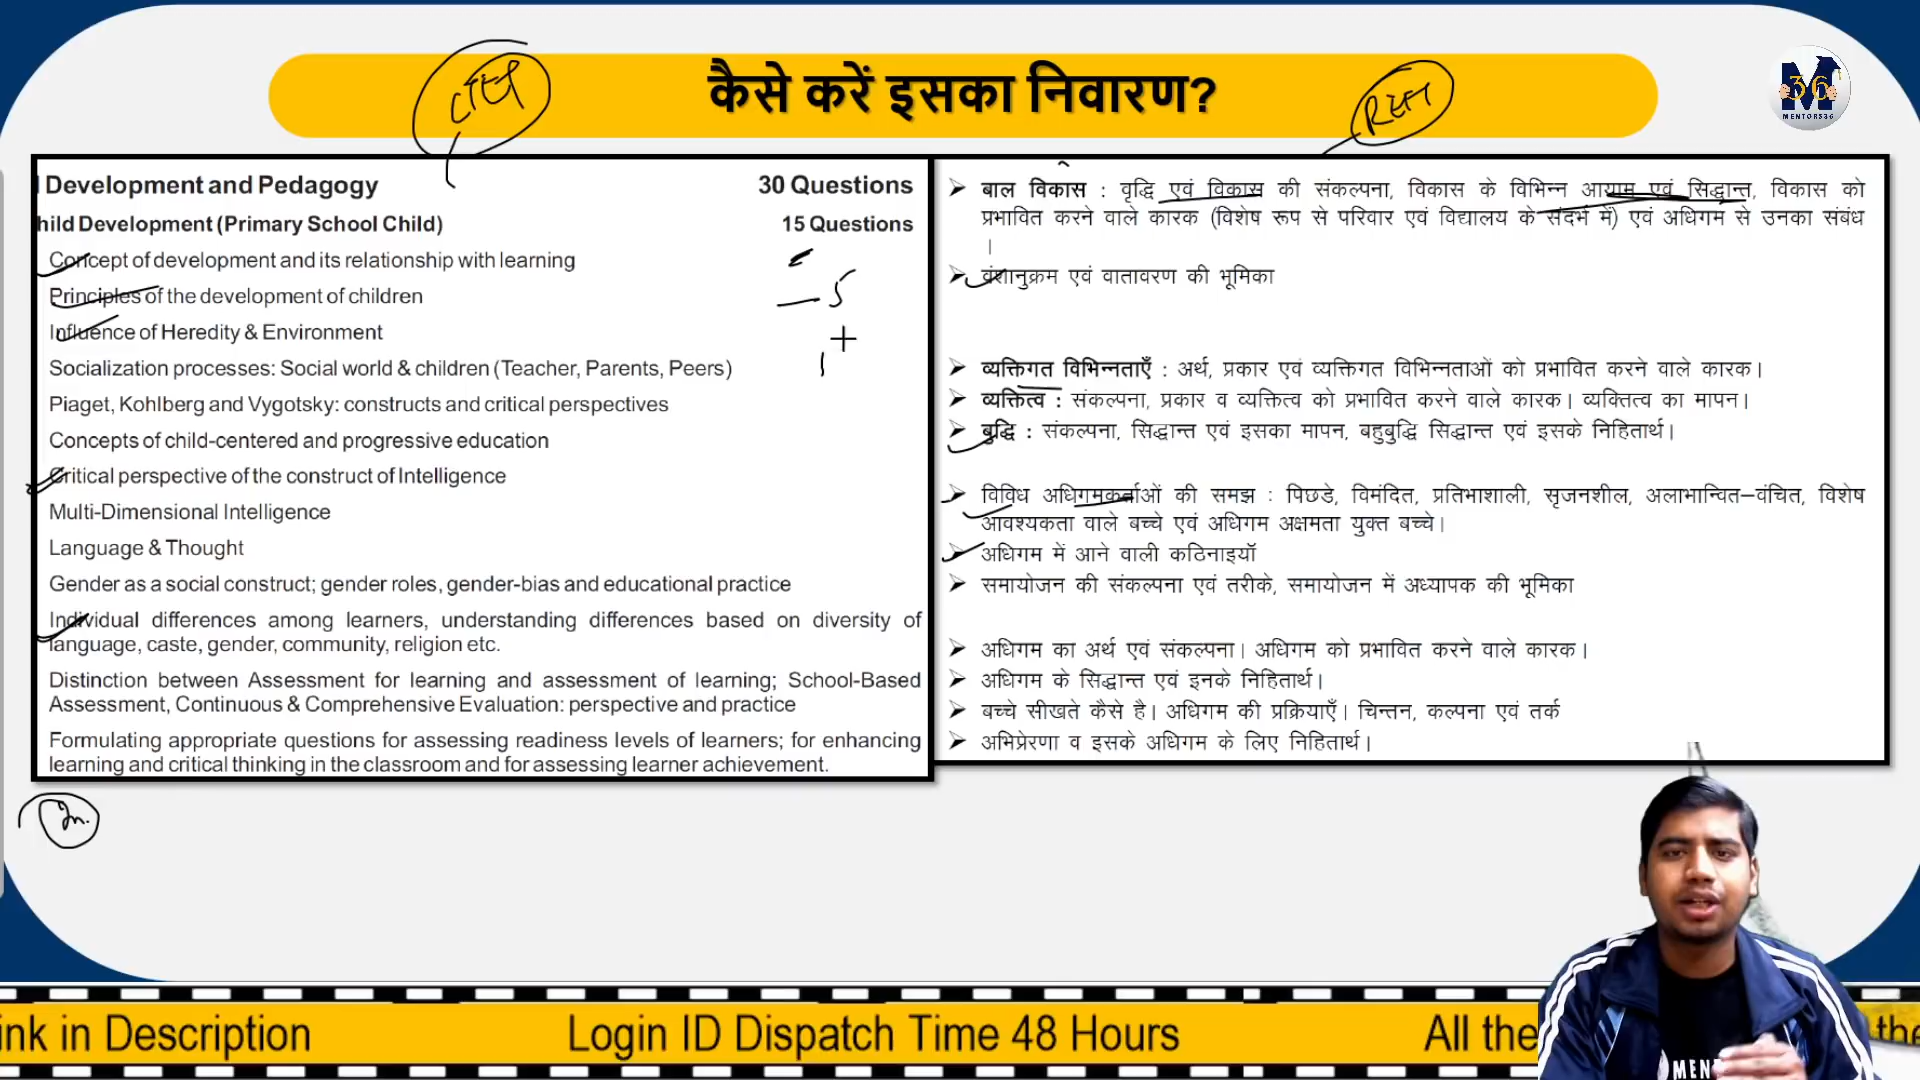 कैसे करें इसका निवारण?
CTET
REET
M
36
MENTORS36
Development and Pedagogy 30 Questions
hild Development (Primary School Child) 15 Questions
Concept of development and its relationship with learning
Principles of the development of children
5
Influence of Heredity & Environment
+
Socialization processes: Social world & children (Teacher, Parents, Peers)
Piaget, Kohlberg and Vygotsky: constructs and critical perspectives
Concepts of child-centered and progressive education
Critical perspective of the construct of Intelligence
Multi-Dimensional Intelligence
Language & Thought
Gender as a social construct; gender roles, gender-bias and educational practice
Individual differences among learners, understanding differences based on diversity of
language, caste, gender, community, religion etc.
Distinction between Assessment for learning and assessment of learning; School-Based
Assessment, Continuous & Comprehensive Evaluation: perspective and practice
Formulating appropriate questions for assessing readiness levels of learners; for enhancing
learning and critical thinking in the classroom and for assessing learner achievement.
बाल विकास : वृद्धि एवं विकास की संकल्पना, विकास के विभिन्न आयाम एवं सिद्धान्त, विकास को
प्रभावित करने वाले कारक (विशेष रूप से परिवार एवं विद्यालय के संदर्भ में) एवं अधिगम से उनका संबंध
।
वंशानुक्रम एवं वातावरण की भूमिका
व्यक्तिगत विभिन्नताएँ : अर्थ, प्रकार एवं व्यक्तिगत विभिन्नताओं को प्रभावित करने वाले कारक।
व्यक्तित्व : संकल्पना, प्रकार व व्यक्तित्व को प्रभावित करने वाले कारक। व्यक्तित्व का मापन।
बुद्धि : संकल्पना, सिद्धान्त एवं इसका मापन, बहुबुद्धि सिद्धान्त एवं इसके निहितार्थ।
विविध अधिगमकर्ताओं की समझ : पिछडे, विमंदित, प्रतिभाशाली, सृजनशील, अलाभान्वित–वंचित, विशेष
आवश्यकता वाले बच्चे एवं अधिगम अक्षमता युक्त बच्चे।
अधिगम में आने वाली कठिनाइयॉ
समायोजन की संकल्पना एवं तरीके, समायोजन में अध्यापक की भूमिका
अधिगम का अर्थ एवं संकल्पना। अधिगम को प्रभावित करने वाले कारक।
अधिगम के सिद्धान्त एवं इनके निहितार्थ।
बच्चे सीखते कैसे है। अधिगम की प्रक्रियाएँ। चिन्तन, कल्पना एवं तर्क
अभिप्रेरणा व इसके अधिगम के लिए निहितार्थ।
ink in Description Login ID Dispatch Time 48 Hours All the the
MEN